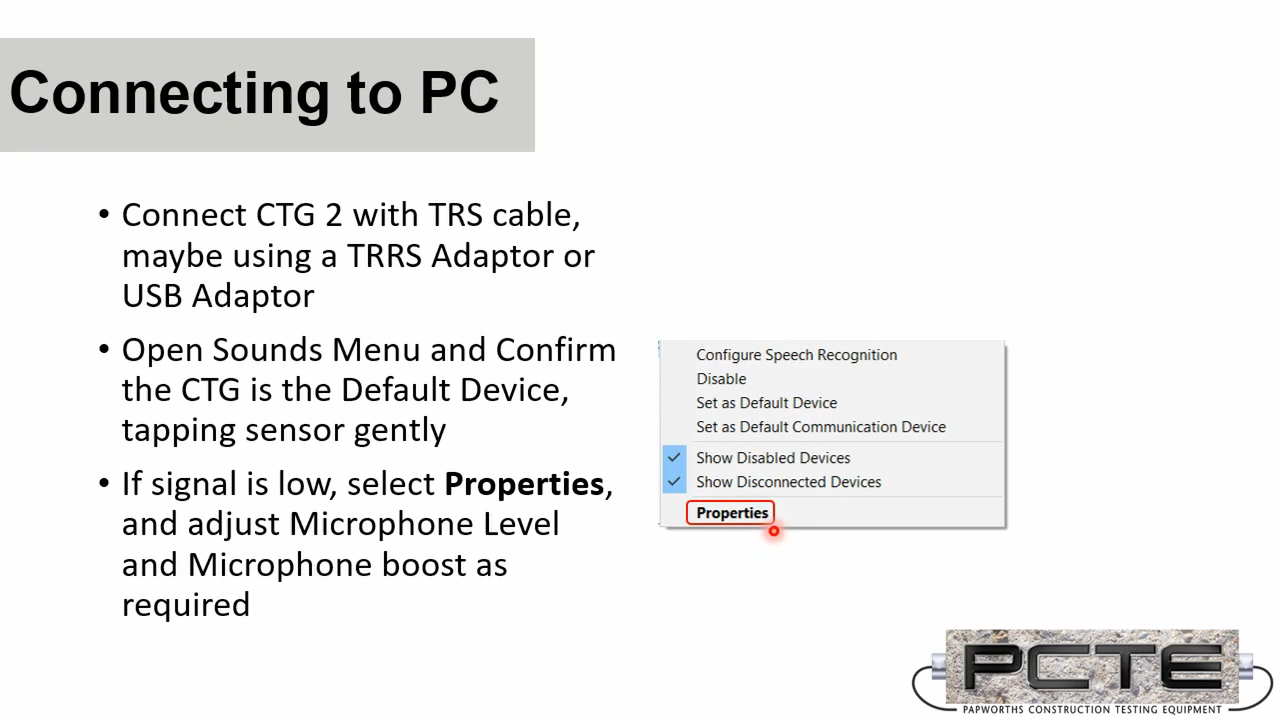 Connecting to PC
• Connect CTG 2 with TRS cable,
maybe using a TRRS Adaptor or
USB Adaptor
• Open Sounds Menu and Confirm
the CTG is the Default Device,
tapping sensor gently
• If signal is low, select Properties,
and adjust Microphone Level
and Microphone boost as
required
Configure Speech Recognition
Disable
Set as Default Device
Set as Default Communication Device
Show Disabled Devices
Show Disconnected Devices
Properties
PCTE
PAPWORTHS CONSTRUCTION TESTING EQUIPMENT